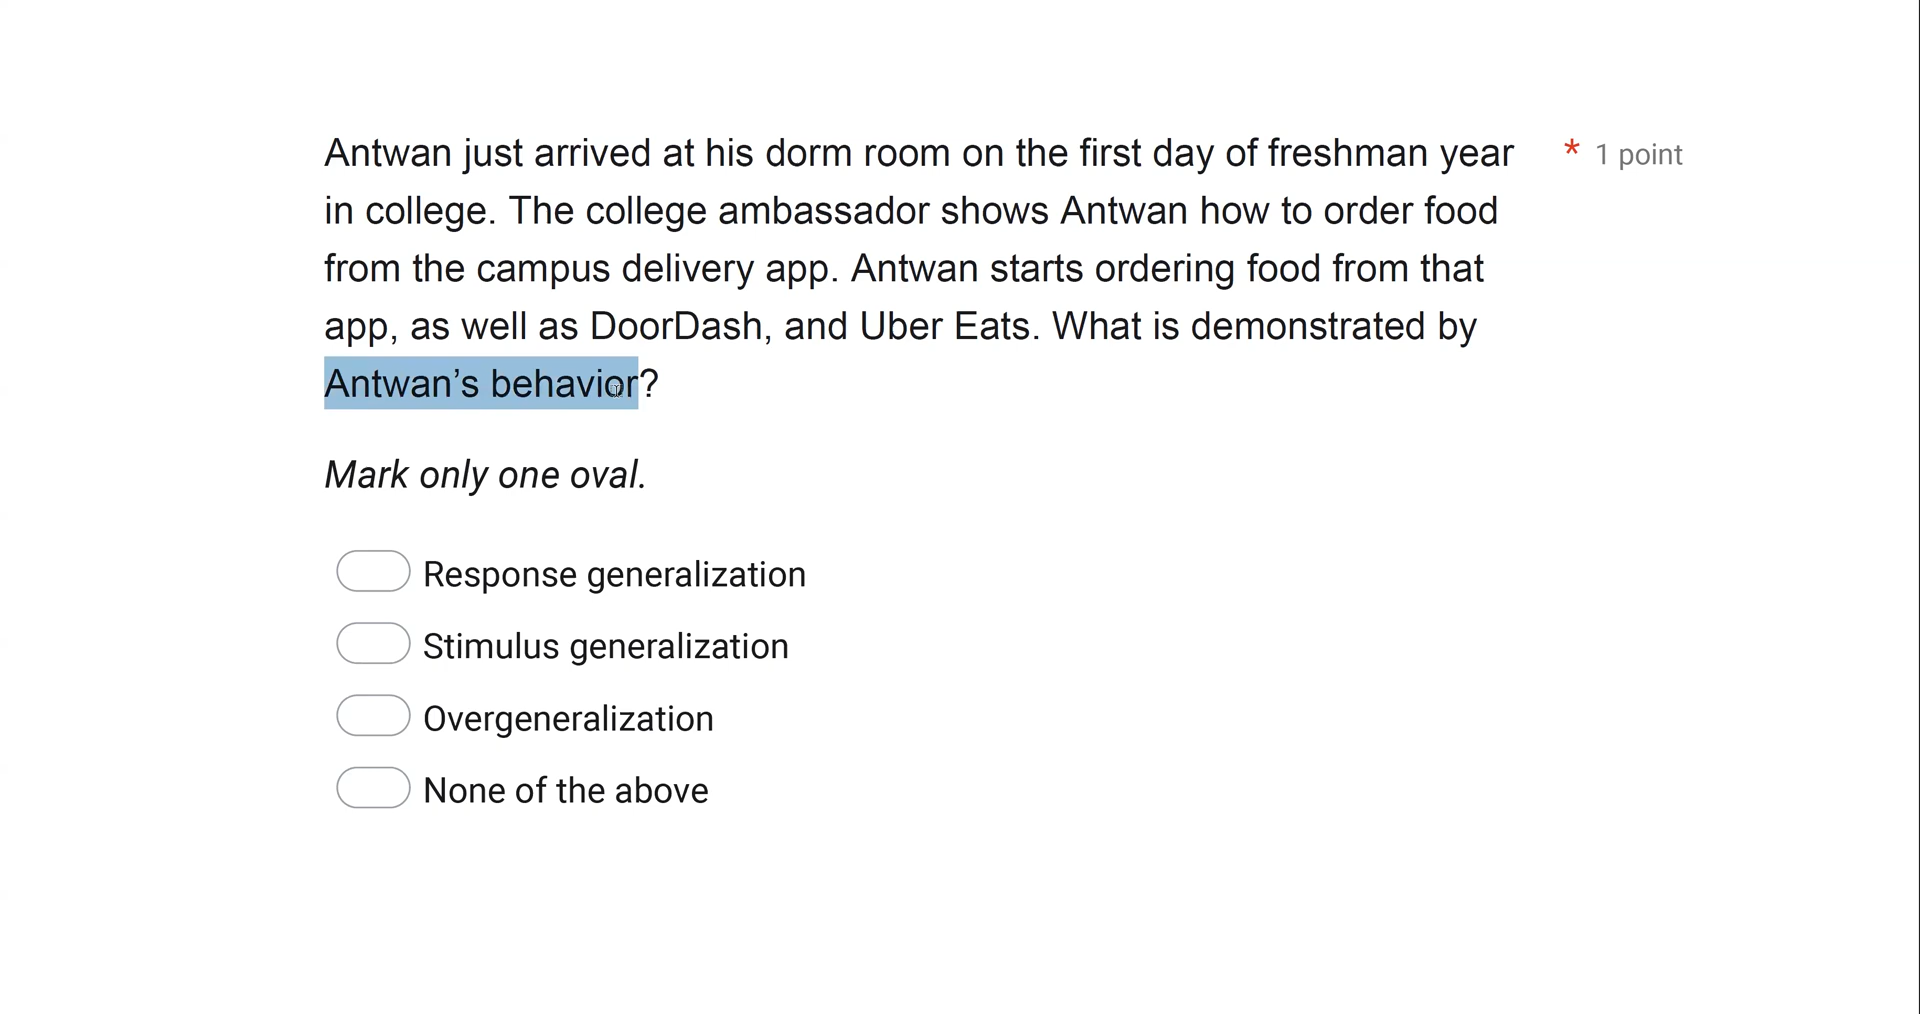 Antwan just arrived at his dorm room on the first day of freshman year * 1 point
in college. The college ambassador shows Antwan how to order food
from the campus delivery app. Antwan starts ordering food from that
app, as well as DoorDash, and Uber Eats. What is demonstrated by
Antwan’s behavior?
Mark only one oval.
Response generalization
Stimulus generalization
Overgeneralization
None of the above